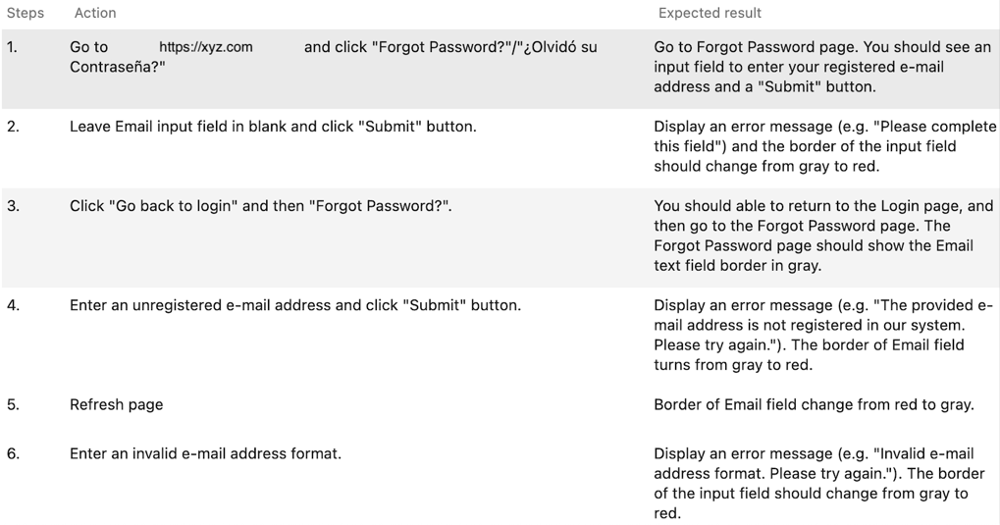 Steps Action Expected result
1. Go to https://xyz.com and click "Forgot Password?"/"¿Olvidó su
Contraseña?"
Go to Forgot Password page. You should see an
input field to enter your registered e-mail
address and a "Submit" button.
2. Leave Email input field in blank and click "Submit" button.
Display an error message (e.g. "Please complete
this field") and the border of the input field
should change from gray to red.
3. Click "Go back to login" and then "Forgot Password?".
You should able to return to the Login page, and
then go to the Forgot Password page. The
Forgot Password page should show the Email
text field border in gray.
4. Enter an unregistered e-mail address and click "Submit" button.
Display an error message (e.g. "The provided e-
mail address is not registered in our system.
Please try again."). The border of Email field
turns from gray to red.
5. Refresh page
Border of Email field change from red to gray.
6. Enter an invalid e-mail address format.
Display an error message (e.g. "Invalid e-mail
address format. Please try again."). The border
of the input field should change from gray to
red.